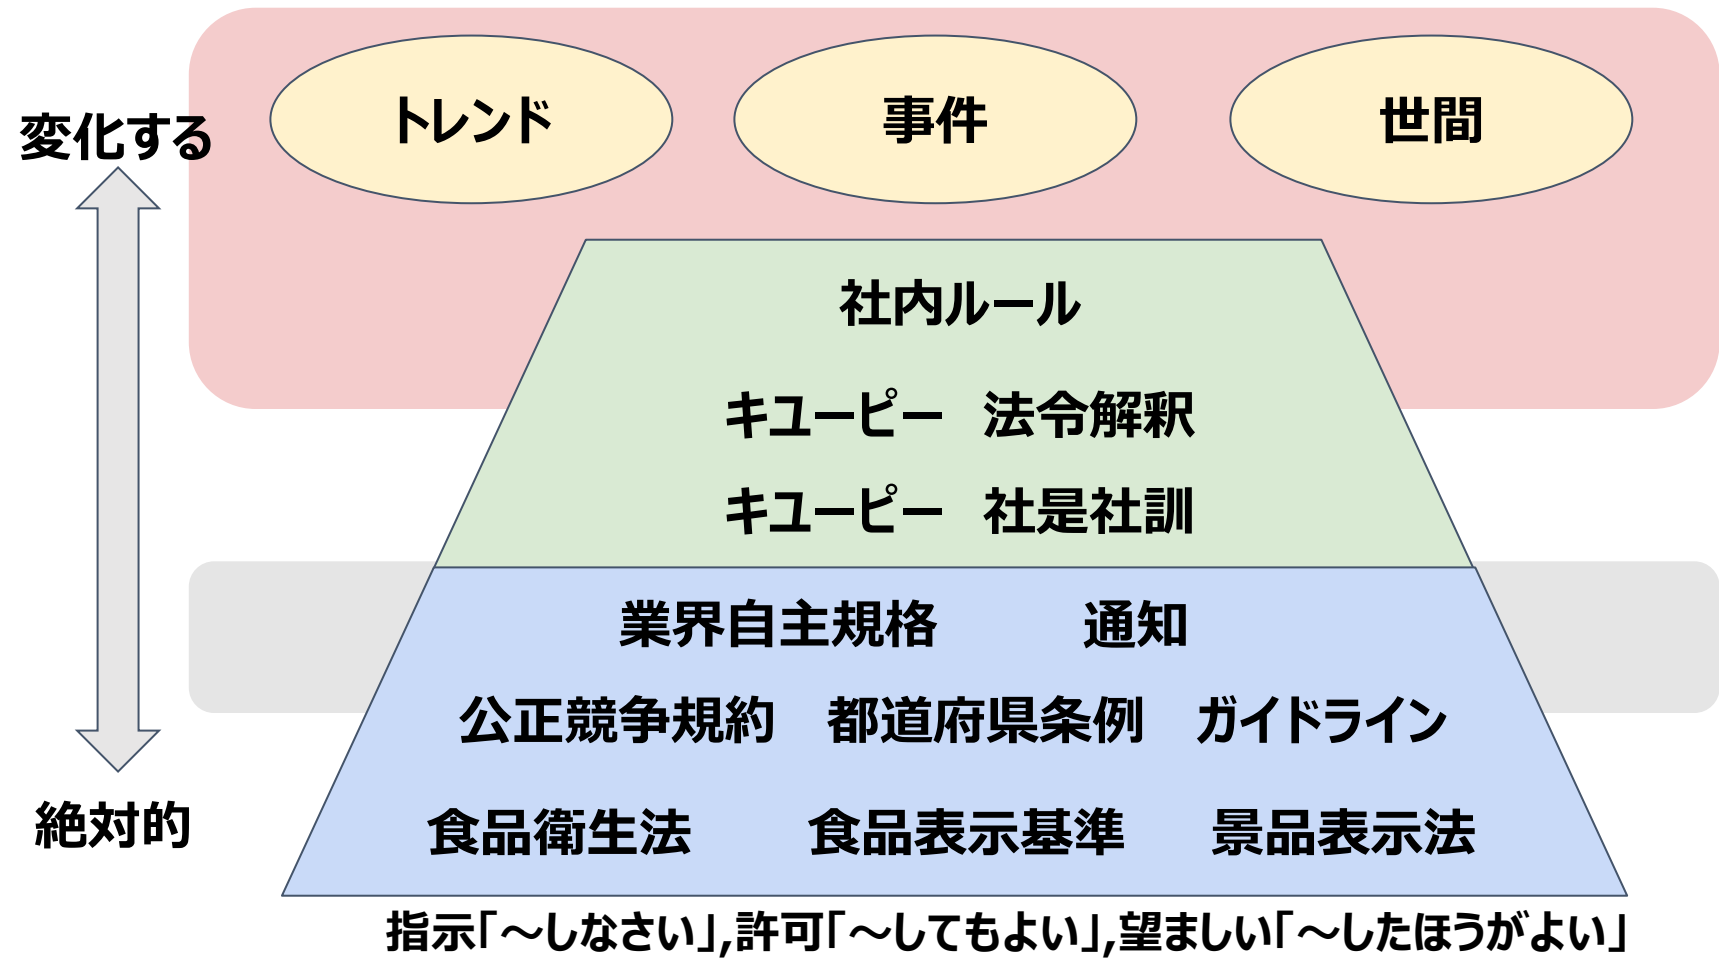 トレンド 事件 世間
変化する
社内ルール
キユーピー　法令解釈
キユーピー　社是社訓
業界自主規格 通知
公正競争規約 都道府県条例 ガイドライン
絶対的
食品衛生法 食品表示基準 景品表示法
指示「～しなさい」,許可「～してもよい」,望ましい「～したほうがよい」